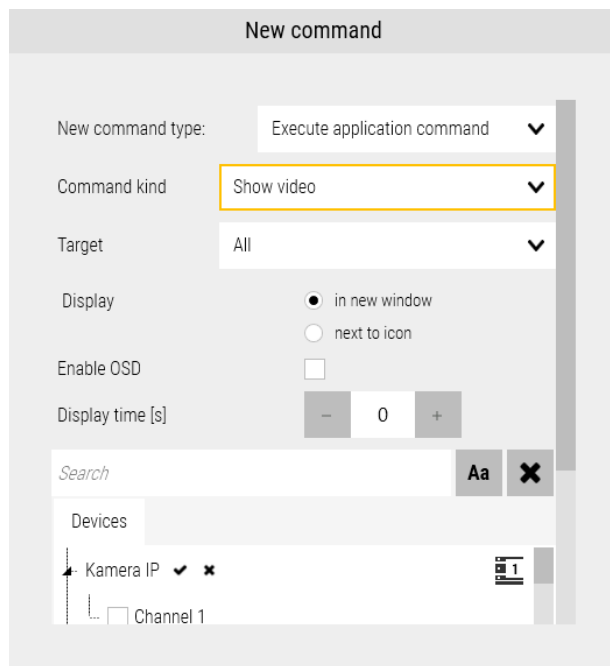 New command
New command type: Execute application command
Command kind Show video
Target All
Display in new window
next to icon
Enable OSD
Display time [s] − 0 +
Search Aa
Devices
Kamera IP 1
Channel 1